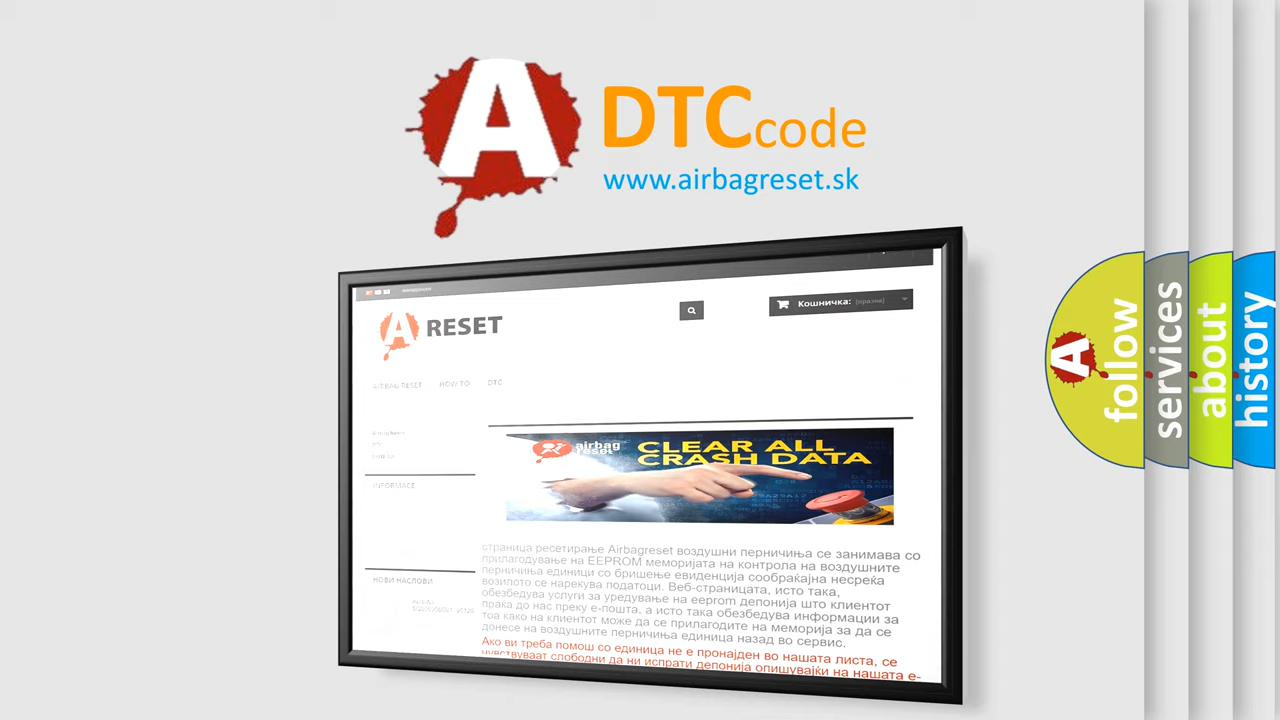 A DTCcode
www.airbagreset.sk
Кошничка: (празна)
A RESET
AIRBAG RESET HOW TO DTC
airbag
reset
CLEAR ALL
CRASH DATA
INFORMACE
НОВИ НАСЛОВИ
страница ресетирање Airbagreset воздушни перничиња се занимава со
прилагодување на EEPROM меморијата на контрола на воздушните
перничиња единици со бришење евиденција сообраќајна несреќа
возилото се нарекува податоци. Веб-страницата, исто така,
обезбедува услуги за уредување на eeprom депонија што клиентот
праќа до нас преку е-пошта, а исто така обезбедува информации за
тоа како на клиентот може да се прилагодите на меморија за да се
донесе на воздушните перничиња единица назад во сервис.
Ако ви треба помош со единица не е пронајден во нашата листа, се
чувствуваат слободни да ни испрати депонија опишувајќи на нашата е-
A follow
services
about
history